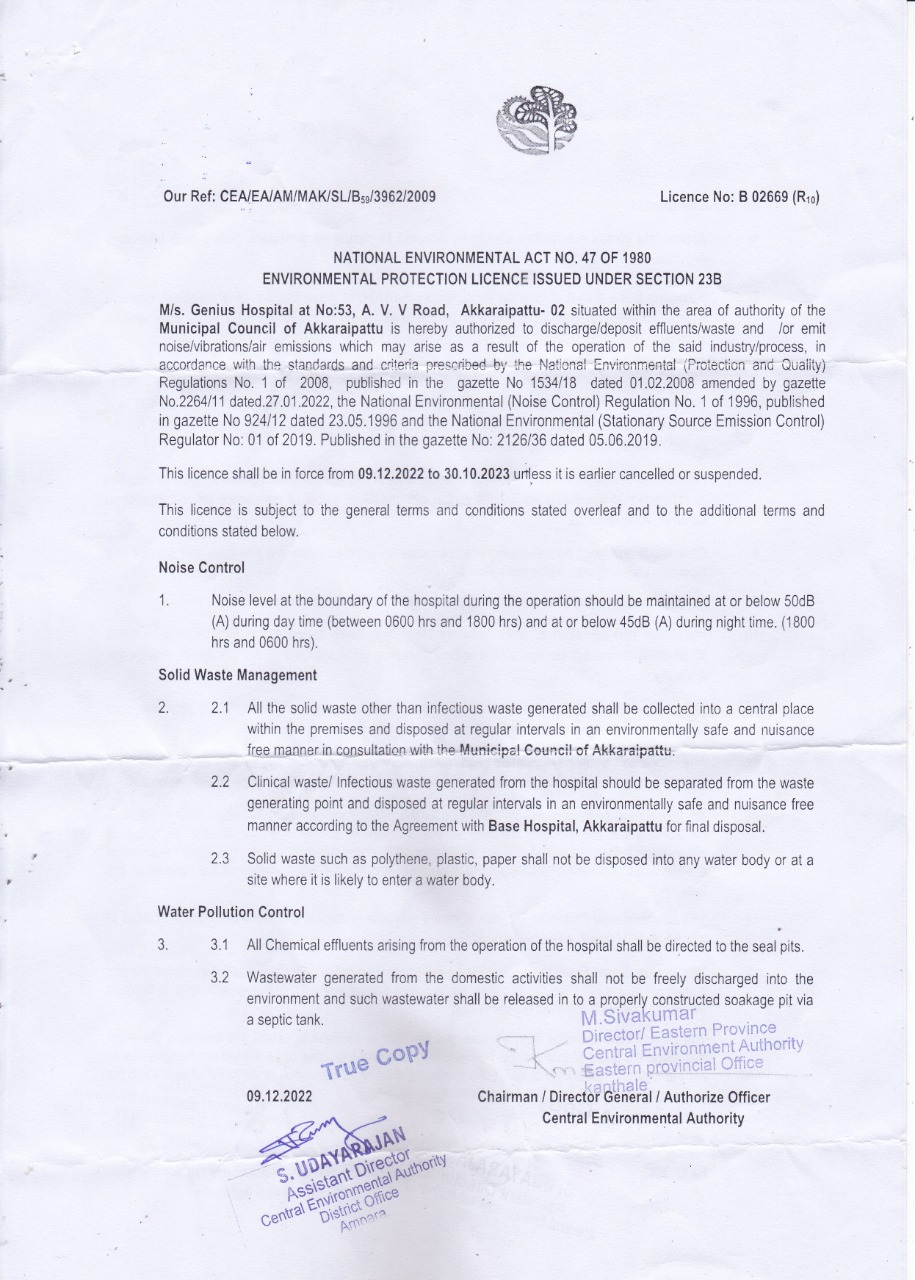 Our Ref: CEA/EA/AM/MAK/SL/B59/3962/2009 Licence No: B 02669 (R10)
NATIONAL ENVIRONMENTAL ACT NO. 47 OF 1980
ENVIRONMENTAL PROTECTION LICENCE ISSUED UNDER SECTION 23B
M/s. Genius Hospital at No:53, A. V. V Road, Akkaraipattu- 02 situated within the area of authority of the
Municipal Council of Akkaraipattu is hereby authorized to discharge/deposit effluents/waste and /or emit
noise/vibrations/air emissions which may arise as a result of the operation of the said industry/process, in
accordance with the standards and criteria prescribed by the National Environmental (Protection and Quality)
Regulations No. 1 of 2008, published in the gazette No 1534/18 dated 01.02.2008 amended by gazette
No.2264/11 dated.27.01.2022, the National Environmental (Noise Control) Regulation No. 1 of 1996, published
in gazette No 924/12 dated 23.05.1996 and the National Environmental (Stationary Source Emission Control)
Regulator No: 01 of 2019. Published in the gazette No: 2126/36 dated 05.06.2019.
This licence shall be in force from 09.12.2022 to 30.10.2023 unless it is earlier cancelled or suspended.
This licence is subject to the general terms and conditions stated overleaf and to the additional terms and
conditions stated below.
Noise Control
1. Noise level at the boundary of the hospital during the operation should be maintained at or below 50dB
(A) during day time (between 0600 hrs and 1800 hrs) and at or below 45dB (A) during night time. (1800
hrs and 0600 hrs).
Solid Waste Management
2. 2.1 All the solid waste other than infectious waste generated shall be collected into a central place
within the premises and disposed at regular intervals in an environmentally safe and nuisance
free manner in consultation with the Municipal Council of Akkaraipattu.
2.2 Clinical waste/ Infectious waste generated from the hospital should be separated from the waste
generating point and disposed at regular intervals in an environmentally safe and nuisance free
manner according to the Agreement with Base Hospital, Akkaraipattu for final disposal.
2.3 Solid waste such as polythene, plastic, paper shall not be disposed into any water body or at a
site where it is likely to enter a water body.
Water Pollution Control
3. 3.1 All Chemical effluents arising from the operation of the hospital shall be directed to the seal pits.
3.2 Wastewater generated from the domestic activities shall not be freely discharged into the
environment and such wastewater shall be released in to a properly constructed soakage pit via
a septic tank.
M.Sivakumar
Director/ Eastern Province
Central Environment Authority
Eastern provincial Office
kanthale
True Copy
09.12.2022 Chairman / Director General / Authorize Officer
Central Environmental Authority
S. UDAYARAJAN
Assistant Director
Central Environmental Authority
District Office
Ampara.